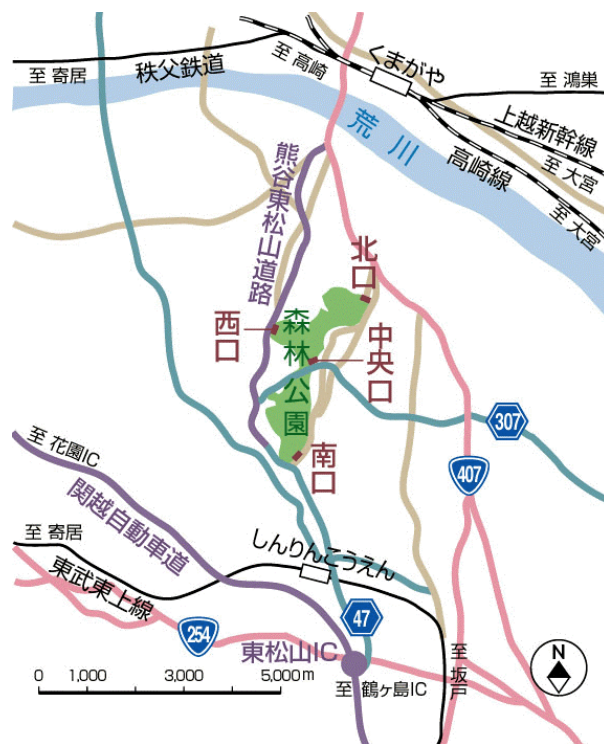 至 寄居
秩父鉄道
至 高崎
くまがや
至 鴻巣
上越新幹線
至 大宮
高崎線
至 大宮
荒川
熊谷東松山道路
北口
西口
森林公園
中央口
南口
307
407
至 花園IC
関越自動車道
至 寄居
しんりんこうえん
東武東上線
254
47
東松山IC
至 坂戸
至 鶴ヶ島IC
N
0 1,000 3,000 5,000m